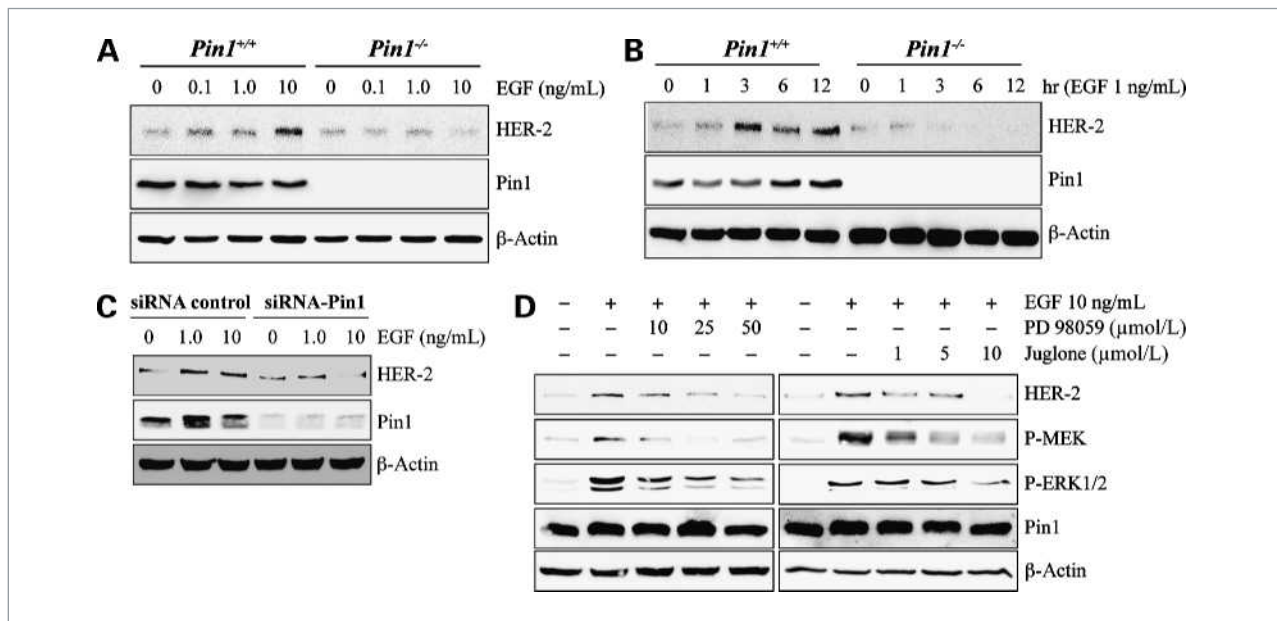 A
Pin1+/+ Pin1-/-
0 0.1 1.0 10 0 0.1 1.0 10 EGF (ng/mL)
HER-2
Pin1
β-Actin
B
Pin1+/+ Pin1-/-
0 1 3 6 12 0 1 3 6 12 hr (EGF 1 ng/mL)
HER-2
Pin1
β-Actin
C
siRNA control siRNA-Pin1
0 1.0 10 0 1.0 10 EGF (ng/mL)
HER-2
Pin1
β-Actin
D
– + + + + – + + + + EGF 10 ng/mL
– – 10 25 50 – – – – – PD 98059 (µmol/L)
– – – – – – – 1 5 10 Juglone (µmol/L)
HER-2
P-MEK
P-ERK1/2
Pin1
β-Actin